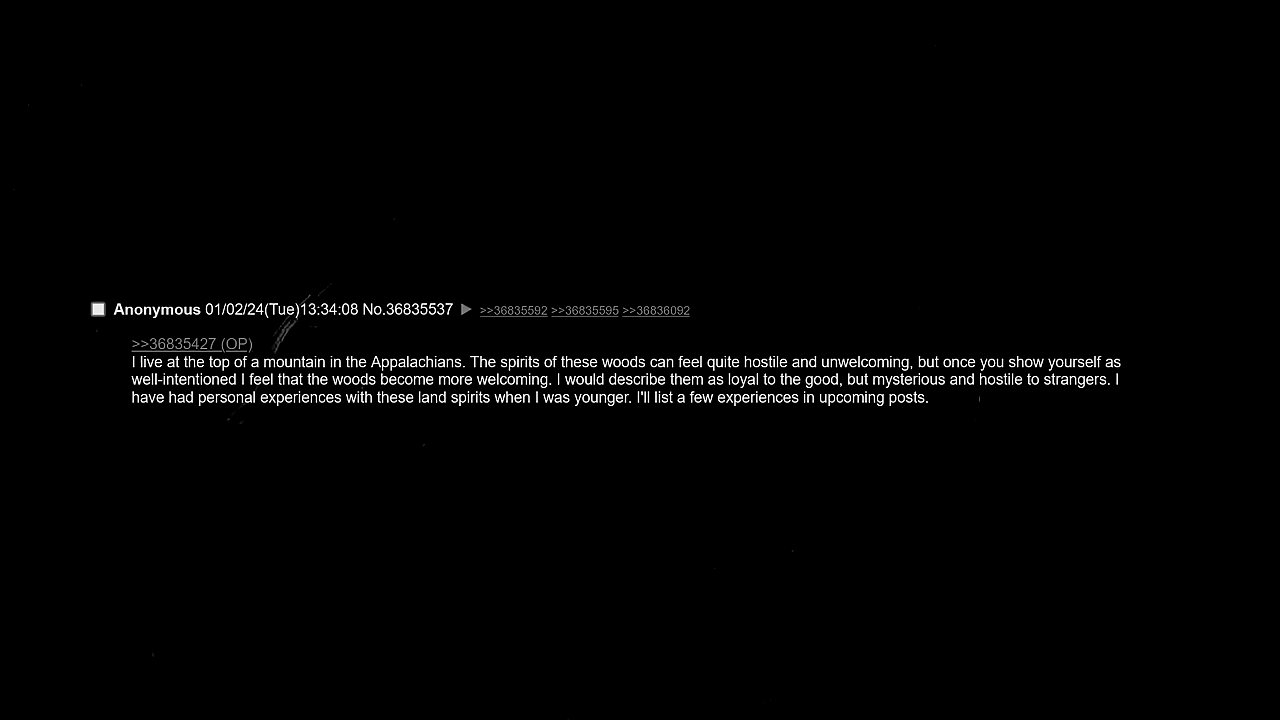 Anonymous 01/02/24(Tue)13:34:08 No.36835537 ▶ >>36835592 >>36835595 >>36836092
>>36835427 (OP)
I live at the top of a mountain in the Appalachians. The spirits of these woods can feel quite hostile and unwelcoming, but once you show yourself as
well-intentioned I feel that the woods become more welcoming. I would describe them as loyal to the good, but mysterious and hostile to strangers. I
have had personal experiences with these land spirits when I was younger. I'll list a few experiences in upcoming posts.